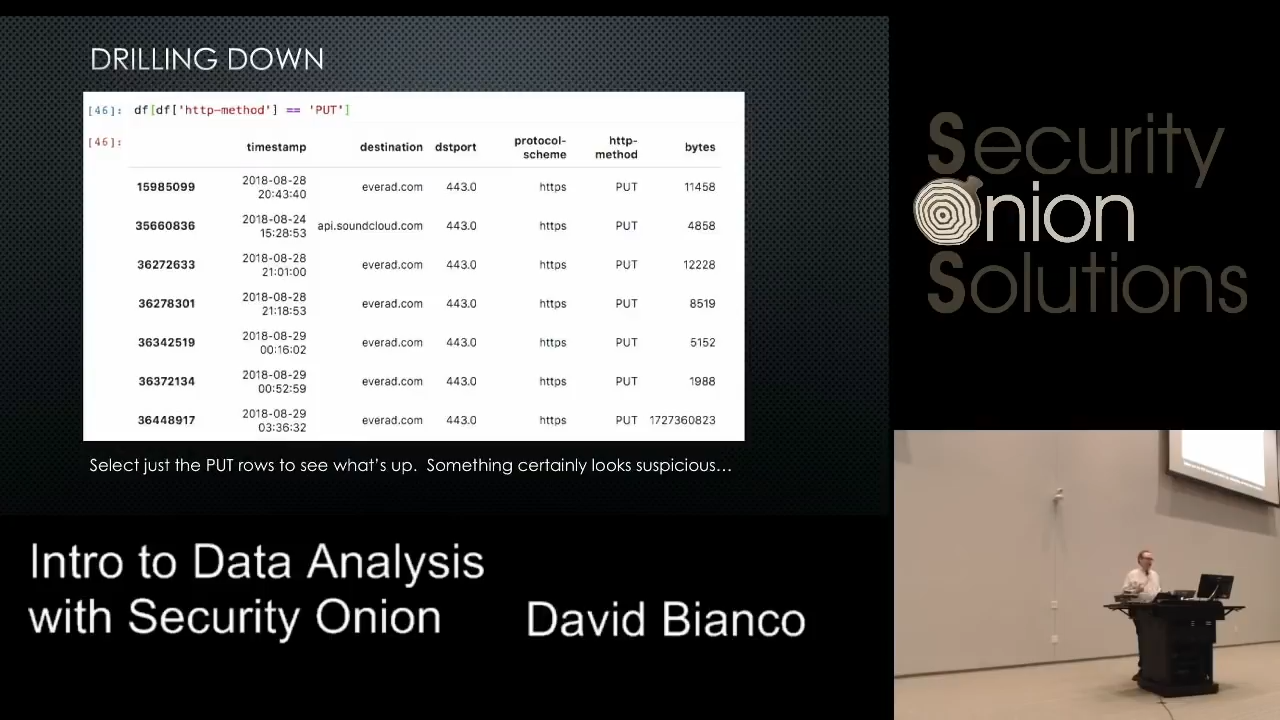 DRILLING DOWN
[46]: df[df['http-method'] == 'PUT']
[46]:
timestamp destination dstport protocol-scheme http-method bytes
15985099 2018-08-28 20:43:40 everad.com 443.0 https PUT 11458
35660836 2018-08-24 15:28:53 api.soundcloud.com 443.0 https PUT 4858
36272633 2018-08-28 21:01:00 everad.com 443.0 https PUT 12228
36278301 2018-08-28 21:18:53 everad.com 443.0 https PUT 8519
36342519 2018-08-29 00:16:02 everad.com 443.0 https PUT 5152
36372134 2018-08-29 00:52:59 everad.com 443.0 https PUT 1988
36448917 2018-08-29 03:36:32 everad.com 443.0 https PUT 1727360823
Select just the PUT rows to see what's up. Something certainly looks suspicious...
Security
Onion
Solutions
Intro to Data Analysis
with Security Onion
David Bianco